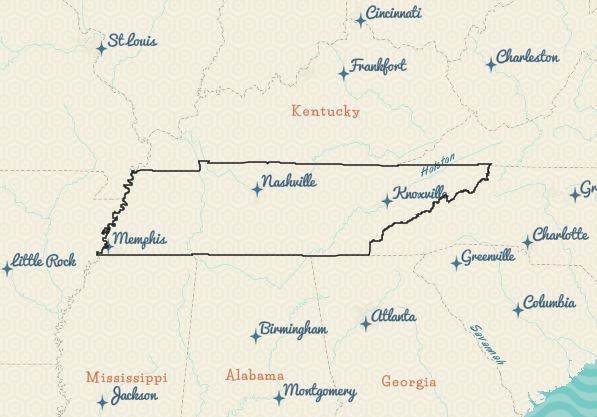 Cincinnati
St Louis
Frankfort
Charleston
Kentucky
Holston
Nashville
Knoxville
Gr
Memphis
Charlotte
Little Rock
Greenville
Columbia
Atlanta
Birmingham
Savannah
Mississippi
Alabama
Georgia
Jackson
Montgomery